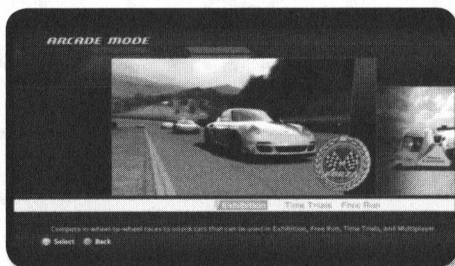 ARCADE MODE
Exhibition Time Trials Free Run
Compete in wheel-to-wheel races to unlock cars that can be used in Exhibition, Free Run, Time Trials, and Multiplayer
Select Back